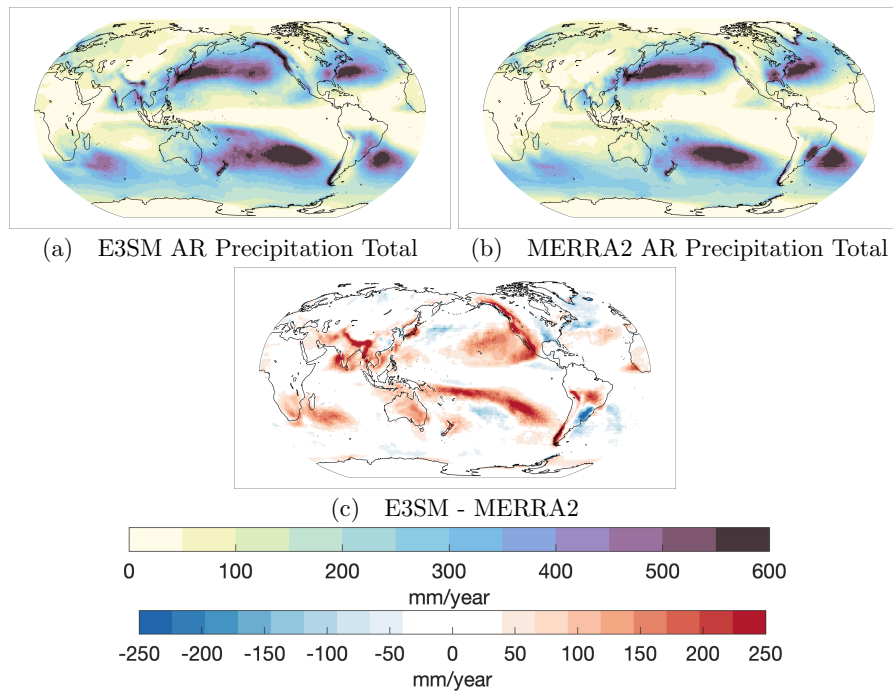 (a) E3SM AR Precipitation Total
(b) MERRA2 AR Precipitation Total
(c) E3SM - MERRA2
0 100 200 300 400 500 600
mm/year
-250 -200 -150 -100 -50 0 50 100 150 200 250
mm/year